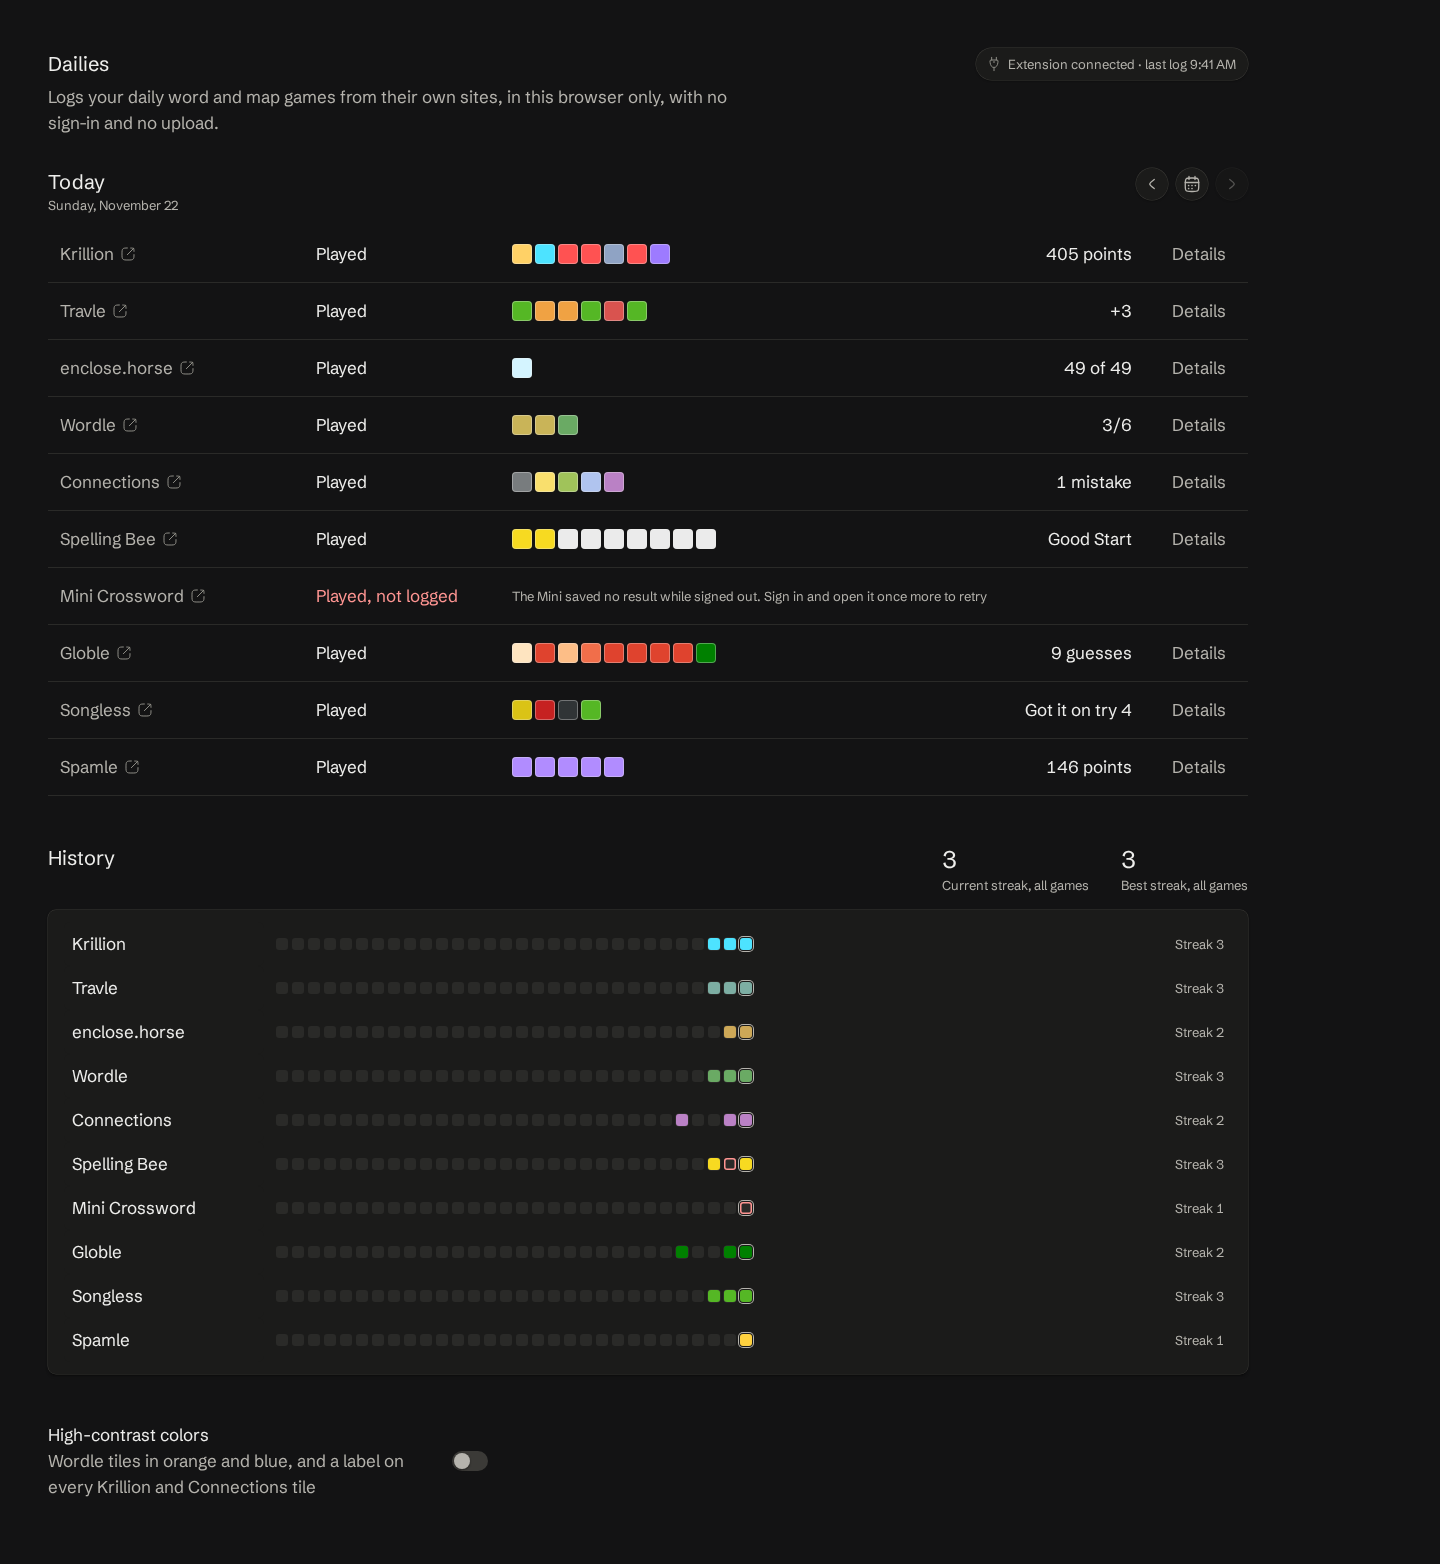 Dailies
Extension connected · last log 9:41 AM
Logs your daily word and map games from their own sites, in this browser only, with no
sign-in and no upload.
Today
Sunday, November 22
Krillion Played 405 points Details
Travle Played +3 Details
enclose.horse Played 49 of 49 Details
Wordle Played 3/6 Details
Connections Played 1 mistake Details
Spelling Bee Played Good Start Details
Mini Crossword Played, not logged The Mini saved no result while signed out. Sign in and open it once more to retry
Globle Played 9 guesses Details
Songless Played Got it on try 4 Details
Spamle Played 146 points Details
History
3 3
Current streak, all games Best streak, all games
Krillion Streak 3
Travle Streak 3
enclose.horse Streak 2
Wordle Streak 3
Connections Streak 2
Spelling Bee Streak 3
Mini Crossword Streak 1
Globle Streak 2
Songless Streak 3
Spamle Streak 1
High-contrast colors
Wordle tiles in orange and blue, and a label on
every Krillion and Connections tile